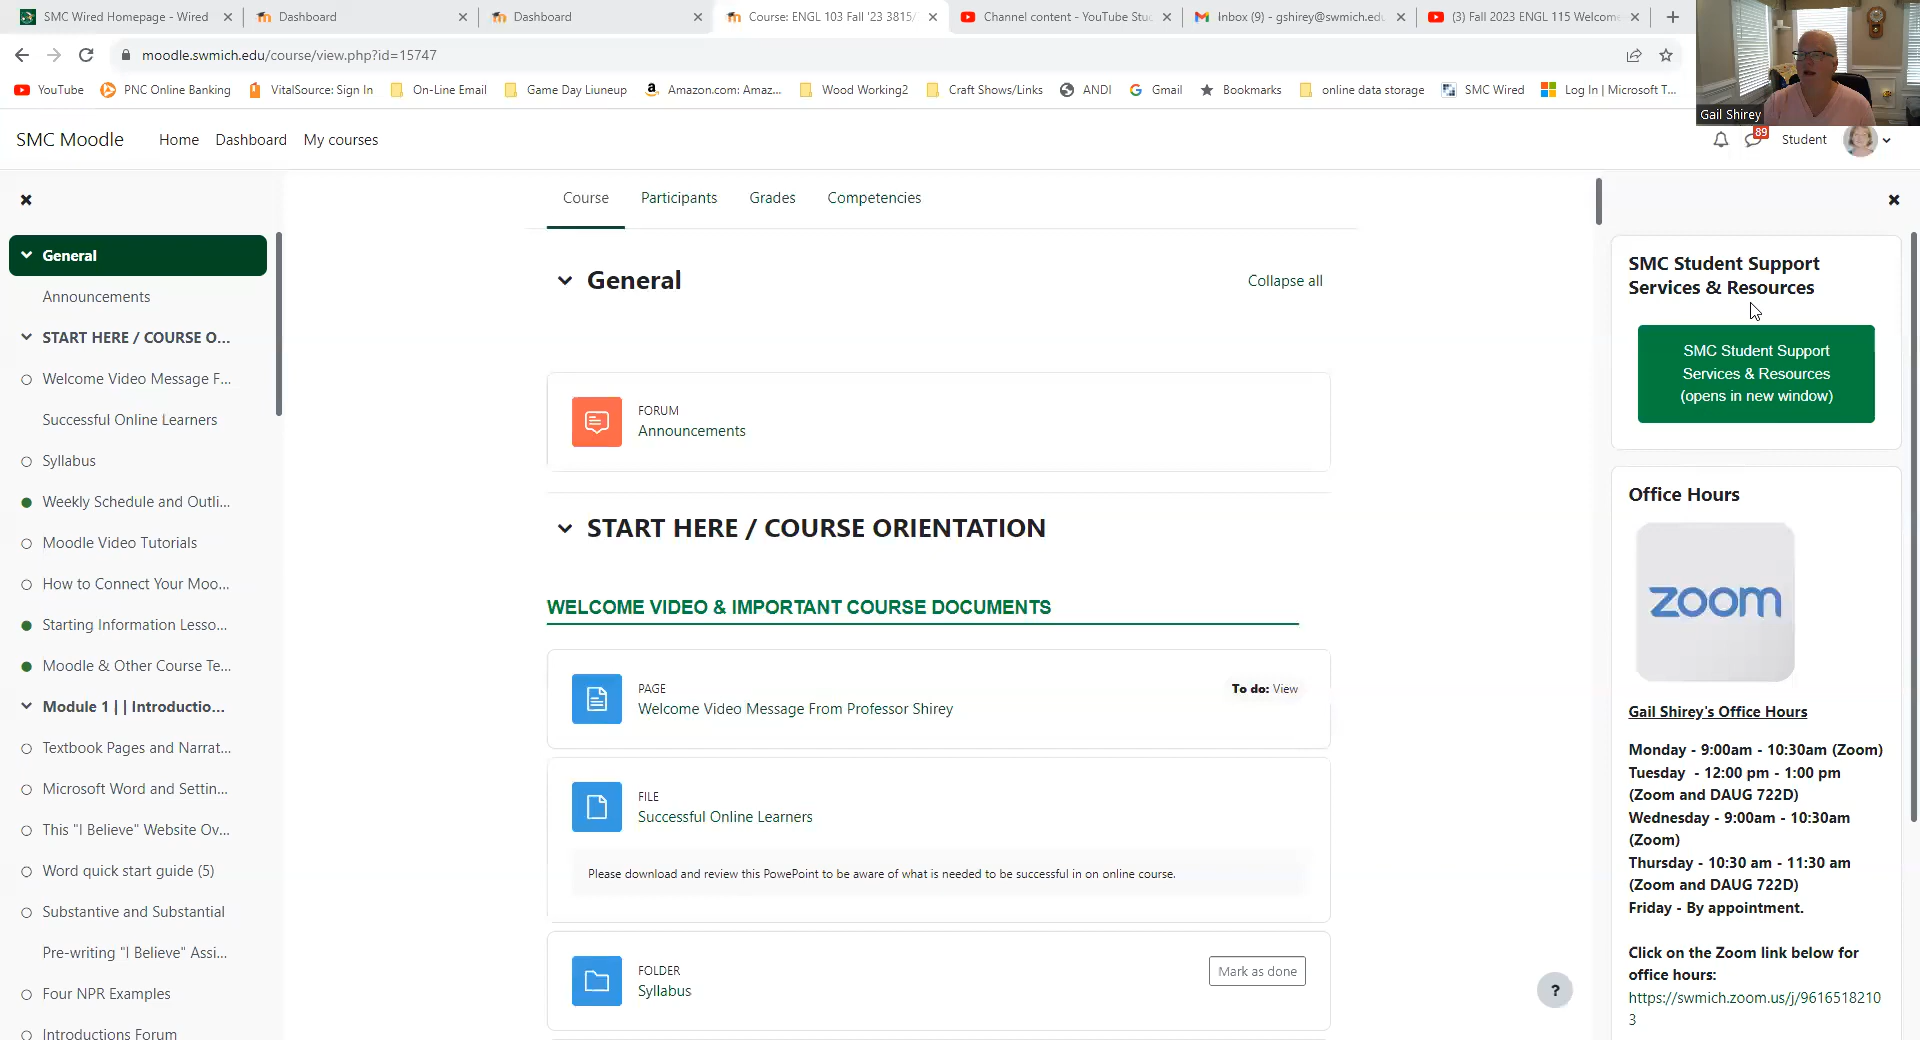 SMC Wired Homepage - Wired
Dashboard
Dashboard
Course: ENGL 103 Fall '23 3815/
Channel content - YouTube Stud
Inbox (9) - gshirey@swmich.edu
(3) Fall 2023 ENGL 115 Welcome
moodle.swmich.edu/course/view.php?id=15747
YouTube
PNC Online Banking
VitalSource: Sign In
On-Line Email
Game Day Liuneup
Amazon.com: Amaz...
Wood Working2
Craft Shows/Links
ANDI
Gmail
Bookmarks
online data storage
SMC Wired
Log In | Microsoft T...
Gail Shirey
SMC Moodle
Home
Dashboard
My courses
89
Student
Course
Participants
Grades
Competencies
General
Announcements
START HERE / COURSE O...
Welcome Video Message F...
Successful Online Learners
Syllabus
Weekly Schedule and Outli...
Moodle Video Tutorials
How to Connect Your Moo...
Starting Information Lesso...
Moodle & Other Course Te...
Module 1 | | Introductio...
Textbook Pages and Narrat...
Microsoft Word and Settin...
This "I Believe" Website Ov...
Word quick start guide (5)
Substantive and Substantial
Pre-writing "I Believe" Assi...
Four NPR Examples
Introductions Forum
General
Collapse all
FORUM
Announcements
START HERE / COURSE ORIENTATION
WELCOME VIDEO & IMPORTANT COURSE DOCUMENTS
PAGE
Welcome Video Message From Professor Shirey
To do: View
FILE
Successful Online Learners
Please download and review this PowePoint to be aware of what is needed to be successful in on online course.
FOLDER
Syllabus
Mark as done
?
SMC Student Support
Services & Resources
SMC Student Support
Services & Resources
(opens in new window)
Office Hours
zoom
Gail Shirey's Office Hours
Monday - 9:00am - 10:30am (Zoom)
Tuesday - 12:00 pm - 1:00 pm
(Zoom and DAUG 722D)
Wednesday - 9:00am - 10:30am
(Zoom)
Thursday - 10:30 am - 11:30 am
(Zoom and DAUG 722D)
Friday - By appointment.
Click on the Zoom link below for
office hours:
https://swmich.zoom.us/j/9616518210
3